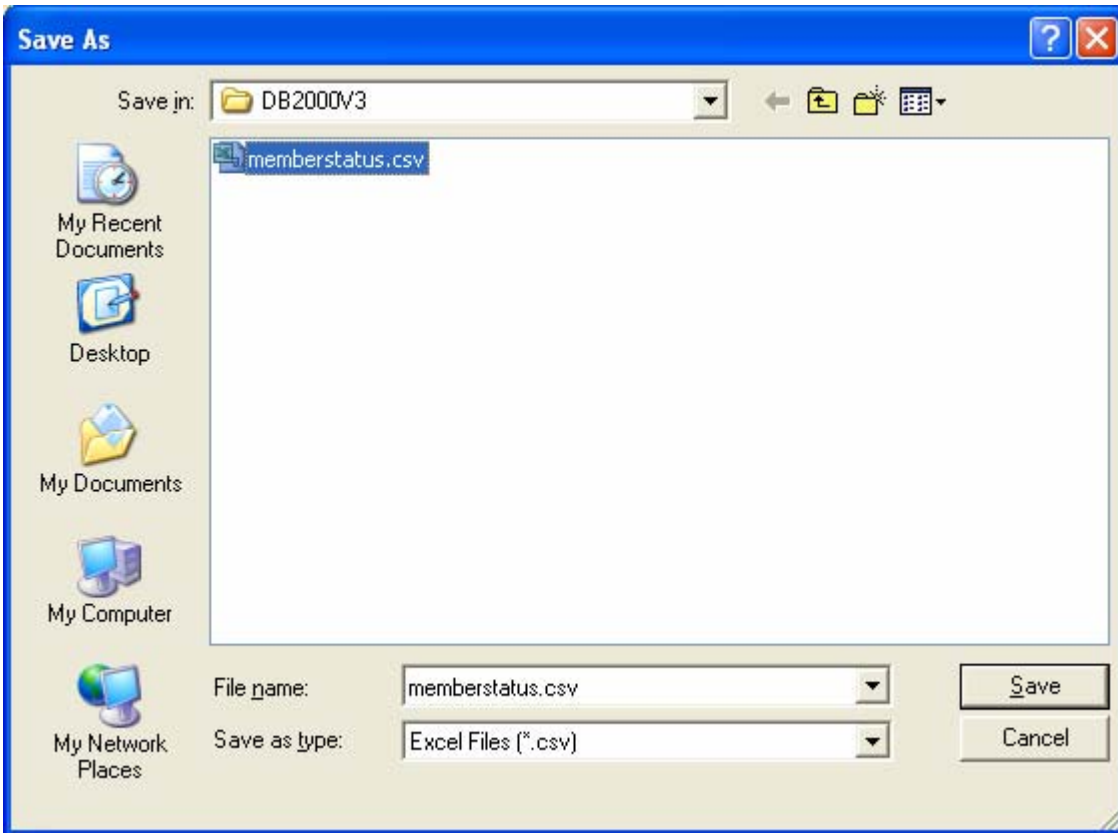 Save As
?
Save in: DB2000V3
memberstatus.csv
My Recent
Documents
Desktop
My Documents
My Computer
My Network
Places
File name: memberstatus.csv
Save
Save as type: Excel Files (*.csv)
Cancel